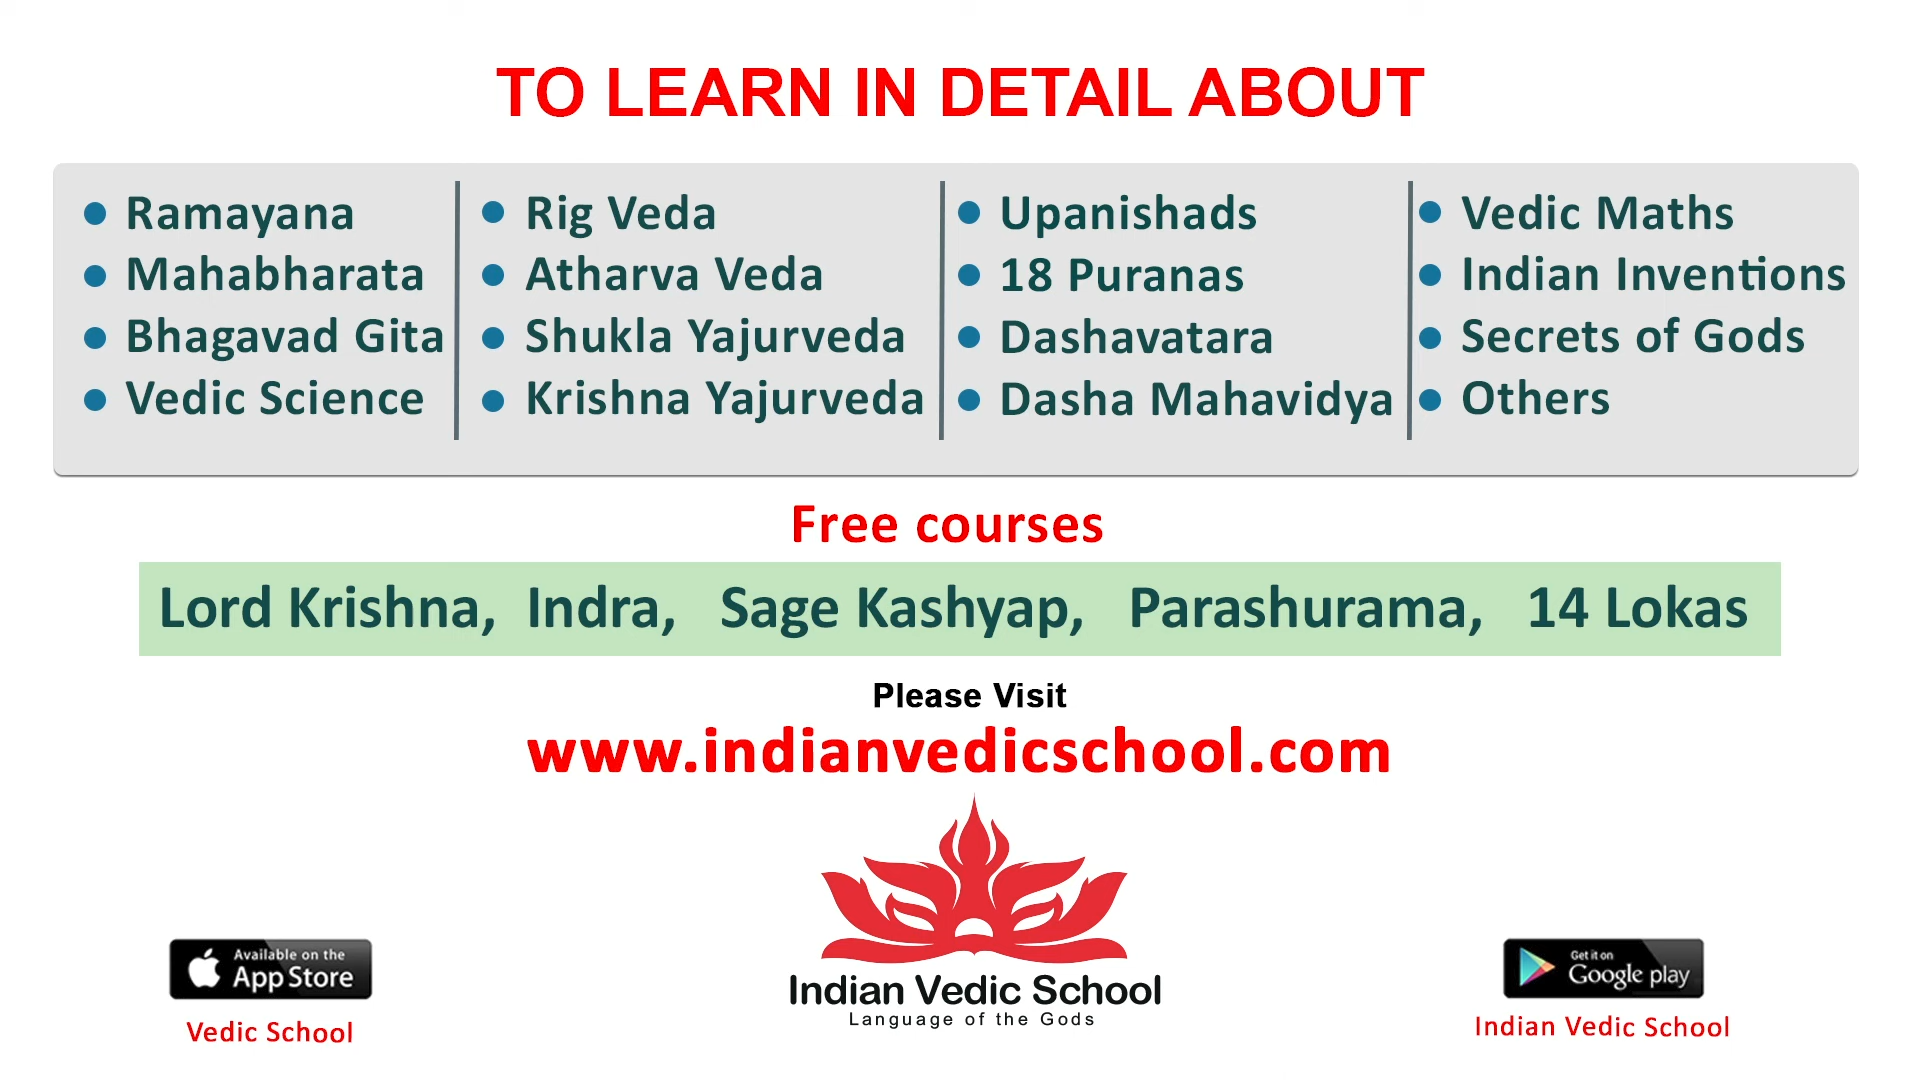 TO LEARN IN DETAIL ABOUT
Ramayana
Mahabharata
Bhagavad Gita
Vedic Science
Rig Veda
Atharva Veda
Shukla Yajurveda
Krishna Yajurveda
Upanishads
18 Puranas
Dashavatara
Dasha Mahavidya
Vedic Maths
Indian Inventions
Secrets of Gods
Others
Free courses
Lord Krishna, Indra, Sage Kashyap, Parashurama, 14 Lokas
Please Visit
www.indianvedicschool.com
Indian Vedic School
Language of the Gods
Available on the
App Store
Vedic School
Get it on
Google play
Indian Vedic School